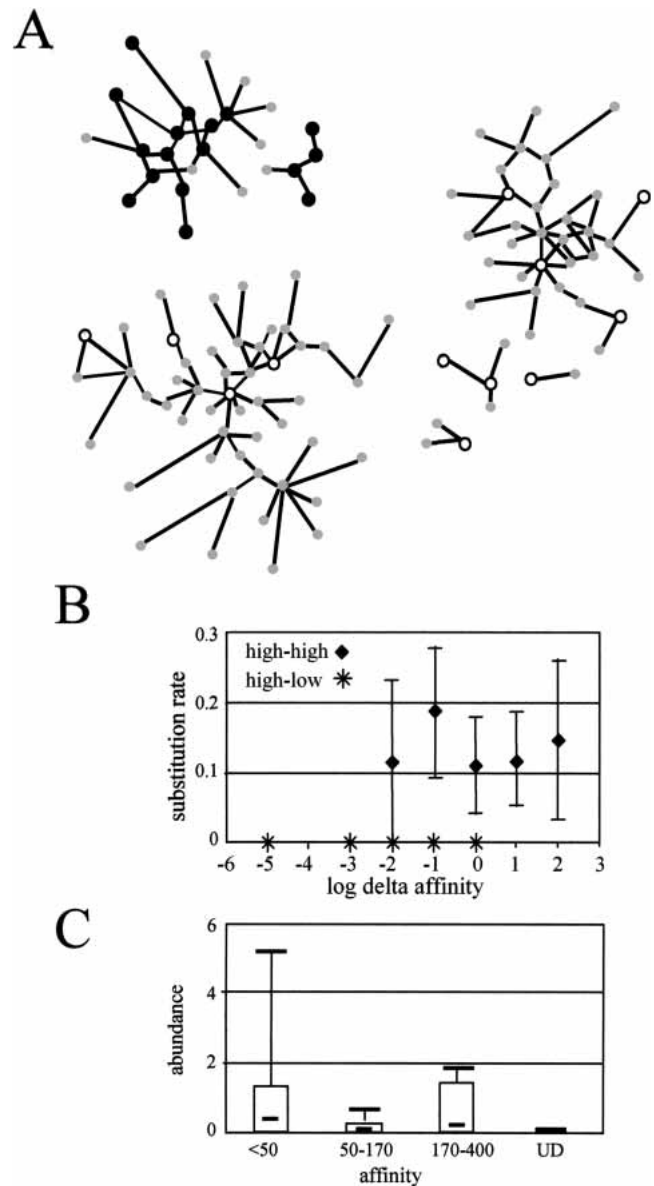 A
B
0.3
high-high
high-low
0.2
0.1
0
substitution rate
-6 -5 -4 -3 -2 -1 0 1 2 3
log delta affinity
C
6
4
2
0
abundance
<50 50-170 170-400 UD
affinity